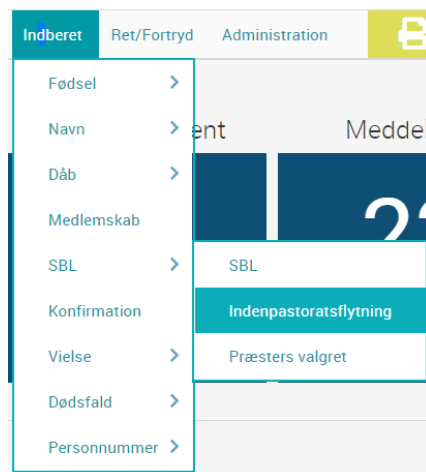 Indberet Ret/Fortryd Administration
Fødsel
Navn
Dåb
Medlemskab
SBL
Konfirmation
Vielse
Dødsfald
Personnummer
SBL
Indenpastoratsflytning
Præsters valgret
ent
Meddel
22